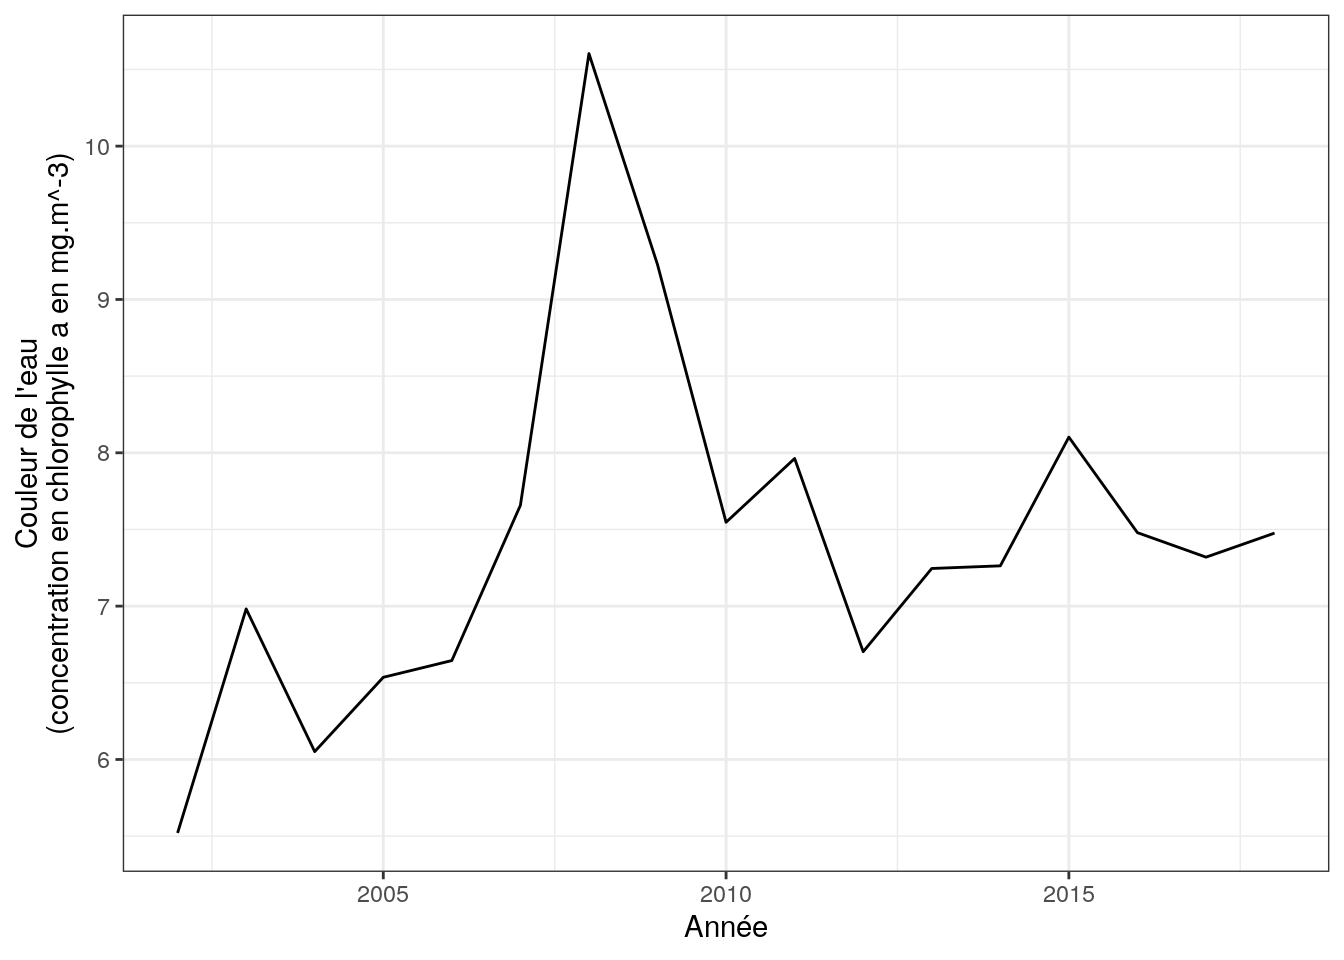 Couleur de l'eau
(concentration en chlorophylle a en mg.m^-3)
10
9
8
7
6
2005
2010
2015
Année